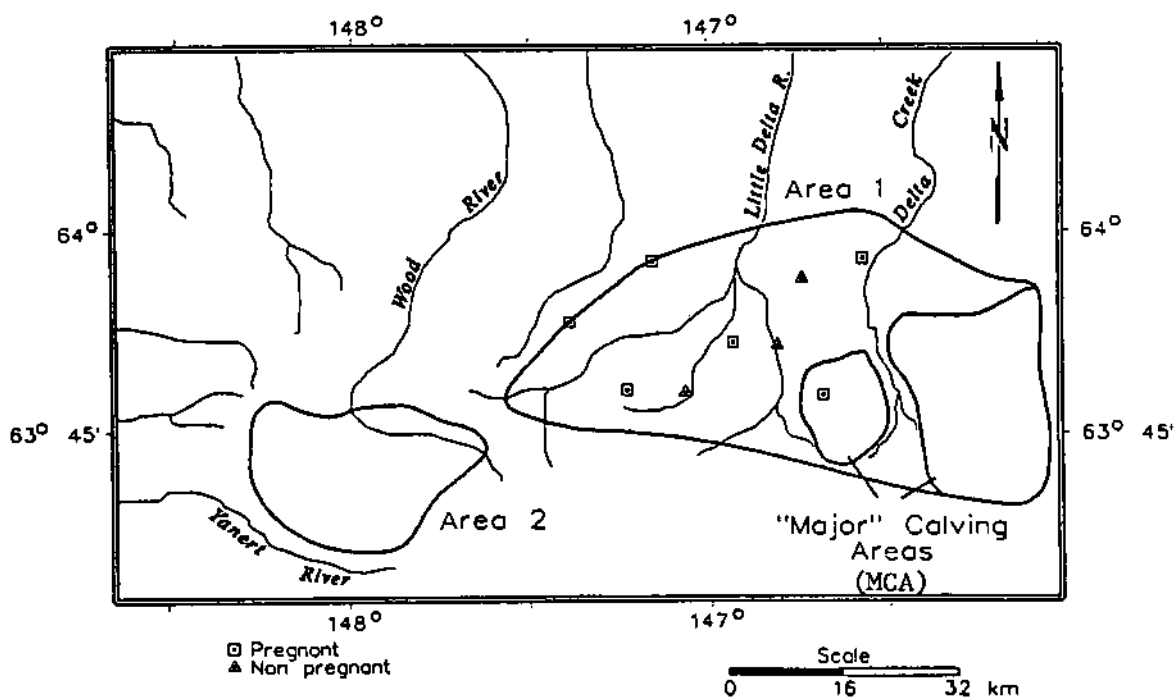 148° 147°
Wood River
Little Delta R.
Delta Creek
N
Area 1
64° 64°
63° 45' 63° 45'
Area 2
"Major" Calving
Areas
(MCA)
Yanert River
148° 147°
Pregnont
Non pregnant
Scale
0 16 32 km